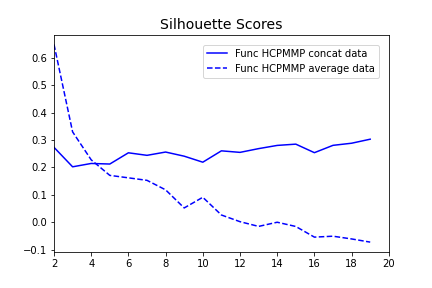 Silhouette Scores
Func HCPMMP concat data
Func HCPMMP average data
0.6
0.5
0.4
0.3
0.2
0.1
0.0
−0.1
2 4 6 8 10 12 14 16 18 20